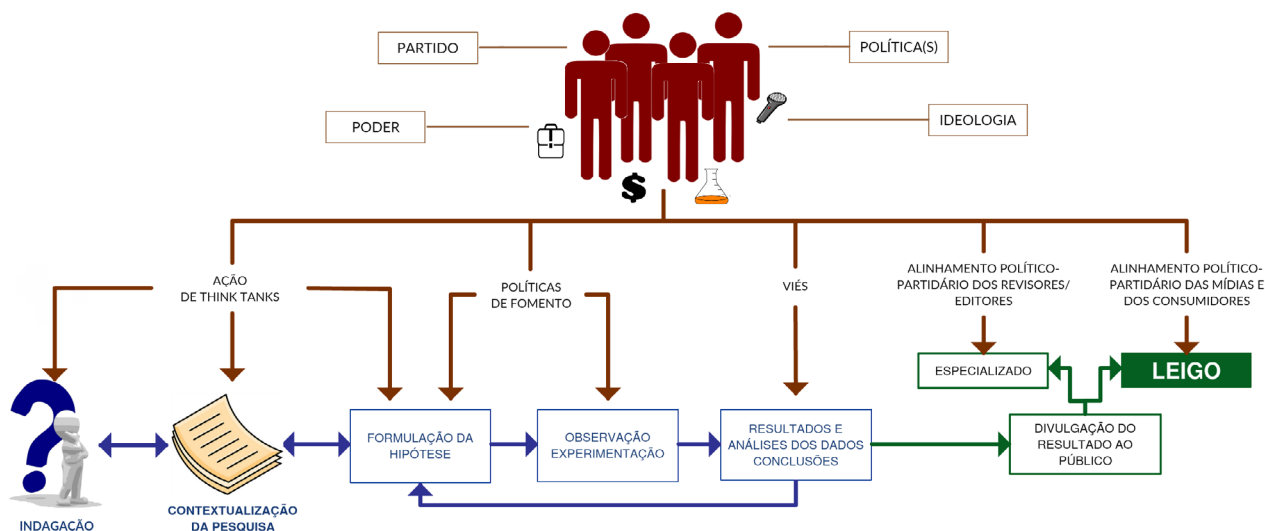 PARTIDO
POLÍTICA(S)
PODER
IDEOLOGIA
$
AÇÃO
DE THINK TANKS
POLÍTICAS
DE FOMENTO
VIÉS
ALINHAMENTO POLÍTICO-
PARTIDÁRIO DOS REVISORES/
EDITORES
ALINHAMENTO POLÍTICO-
PARTIDÁRIO DAS MÍDIAS E
DOS CONSUMIDORES
ESPECIALIZADO
LEIGO
?
INDAGAÇÃO
CONTEXTUALIZAÇÃO
DA PESQUISA
FORMULAÇÃO DA
HIPÓTESE
OBSERVAÇÃO
EXPERIMENTAÇÃO
RESULTADOS E
ANÁLISES DOS DADOS
CONCLUSÕES
DIVULGAÇÃO DO
RESULTADO AO
PÚBLICO